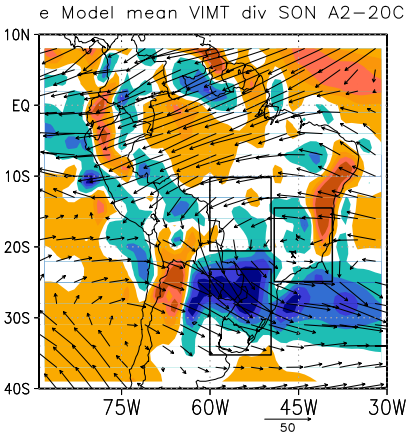 e Model mean VIMT div SON A2−20C
10N
EQ
10S
20S
30S
40S
75W 60W 45W 30W
50